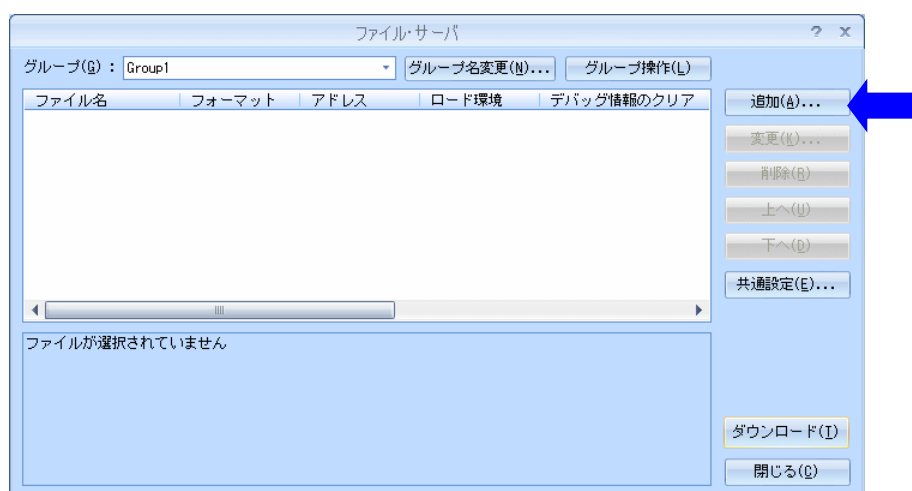 ファイル・サーバ
グループ(G) : Group1 グループ名変更(N)... グループ操作(L)
ファイル名 フォーマット アドレス ロード環境 デバッグ情報のクリア
追加(A)...
変更(K)...
削除(R)
上へ(U)
下へ(D)
共通設定(E)...
ファイルが選択されていません
ダウンロード(T)
閉じる(C)